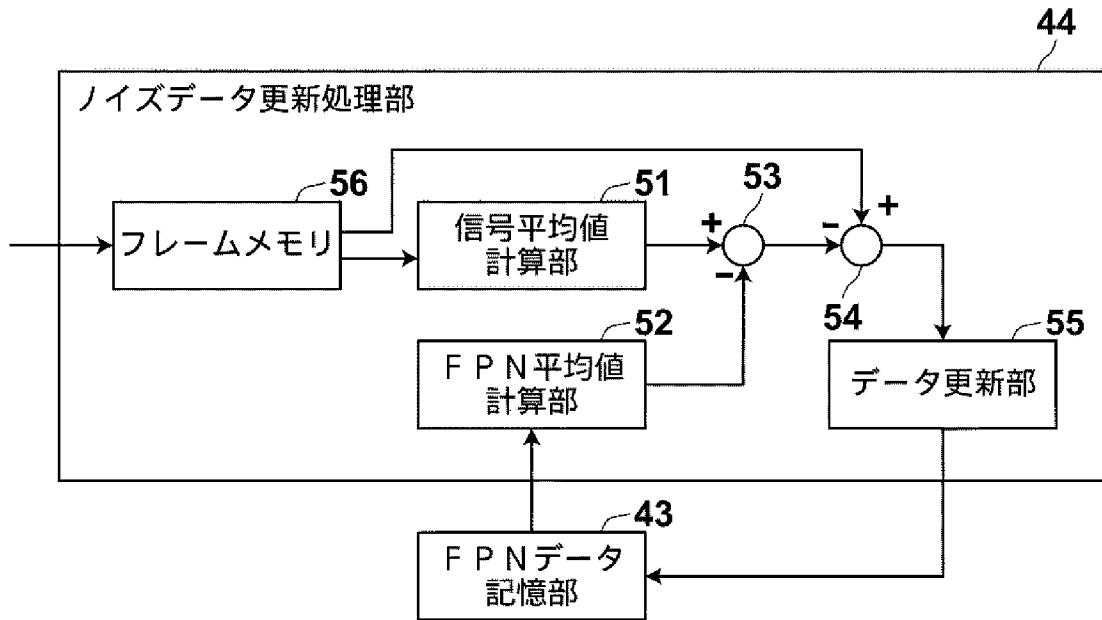 44
ノイズデータ更新処理部
56
フレームメモリ
51
信号平均値
計算部
53
+
-
-
+
54
52
ＦＰＮ平均値
計算部
55
データ更新部
43
ＦＰＮデータ
記憶部